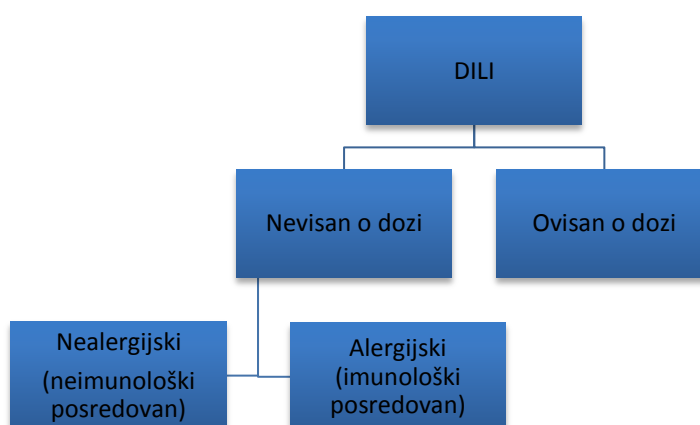 DILI
Nevisan o dozi
Ovisan o dozi
Nealergijski
(neimunološki
posredovan)
Alergijski
(imunološki
posredovan)